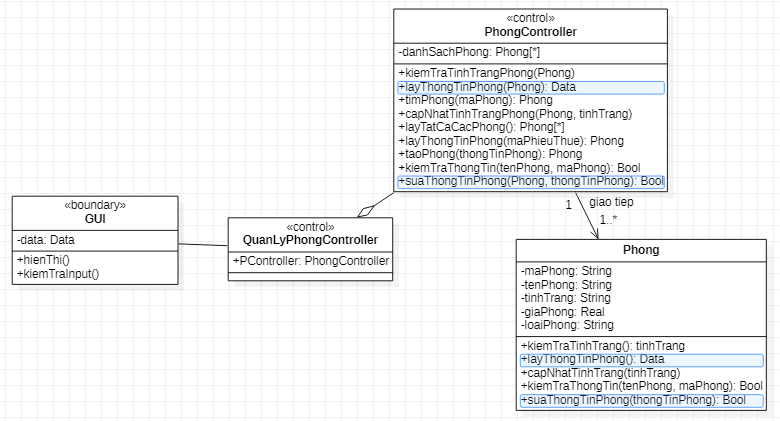 «control»
PhongController
-danhSachPhong: Phong[*]
+kiemTraTinhTrangPhong(Phong)
+layThongTinPhong(Phong): Data
+timPhong(maPhong): Phong
+capNhatTinhTrangPhong(Phong, tinhTrang)
+layTatCaCacPhong(): Phong[*]
+layThongTinPhong(maPhieuThue): Phong
+taoPhong(thongTinPhong): Phong
+kiemTraThongTin(tenPhong, maPhong): Bool
+suaThongTinPhong(Phong, thongTinPhong): Bool
«boundary»
GUI
-data: Data
+hienThi()
+kiemTraInput()
«control»
QuanLyPhongController
+PController: PhongController
1
giao tiep
1..*
Phong
-maPhong: String
-tenPhong: String
-tinhTrang: String
-giaPhong: Real
-loaiPhong: String
+kiemTraTinhTrang(): tinhTrang
+layThongTinPhong(): Data
+capNhatTinhTrang(tinhTrang)
+kiemTraThongTin(tenPhong, maPhong): Bool
+suaThongTinPhong(thongTinPhong): Bool